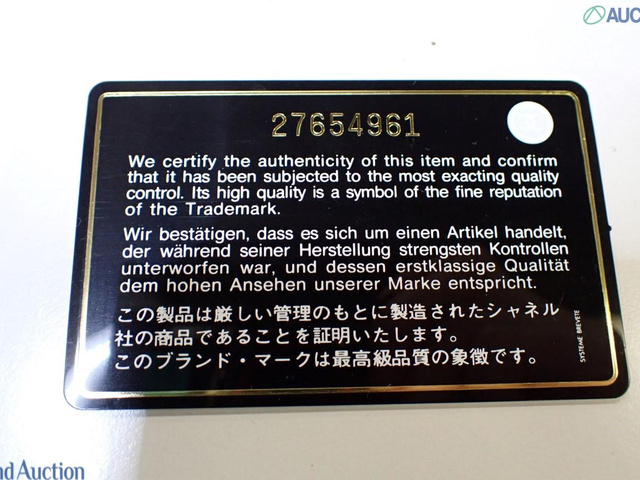 AUC
27654961
We certify the authenticity of this item and confirm
that it has been subjected to the most exacting quality
control. Its high quality is a symbol of the fine reputation
of the Trademark.
Wir bestätigen, dass es sich um einen Artikel handelt,
der während seiner Herstellung strengsten Kontrollen
unterworfen war, und dessen erstklassige Qualität
dem hohen Ansehen unserer Marke entspricht.
この製品は厳しい管理のもとに製造されたシャネル
社の商品であることを証明いたします。
このブランド・マークは最高級品質の象徴です。
SYSTEME BREVETE
nd Auction